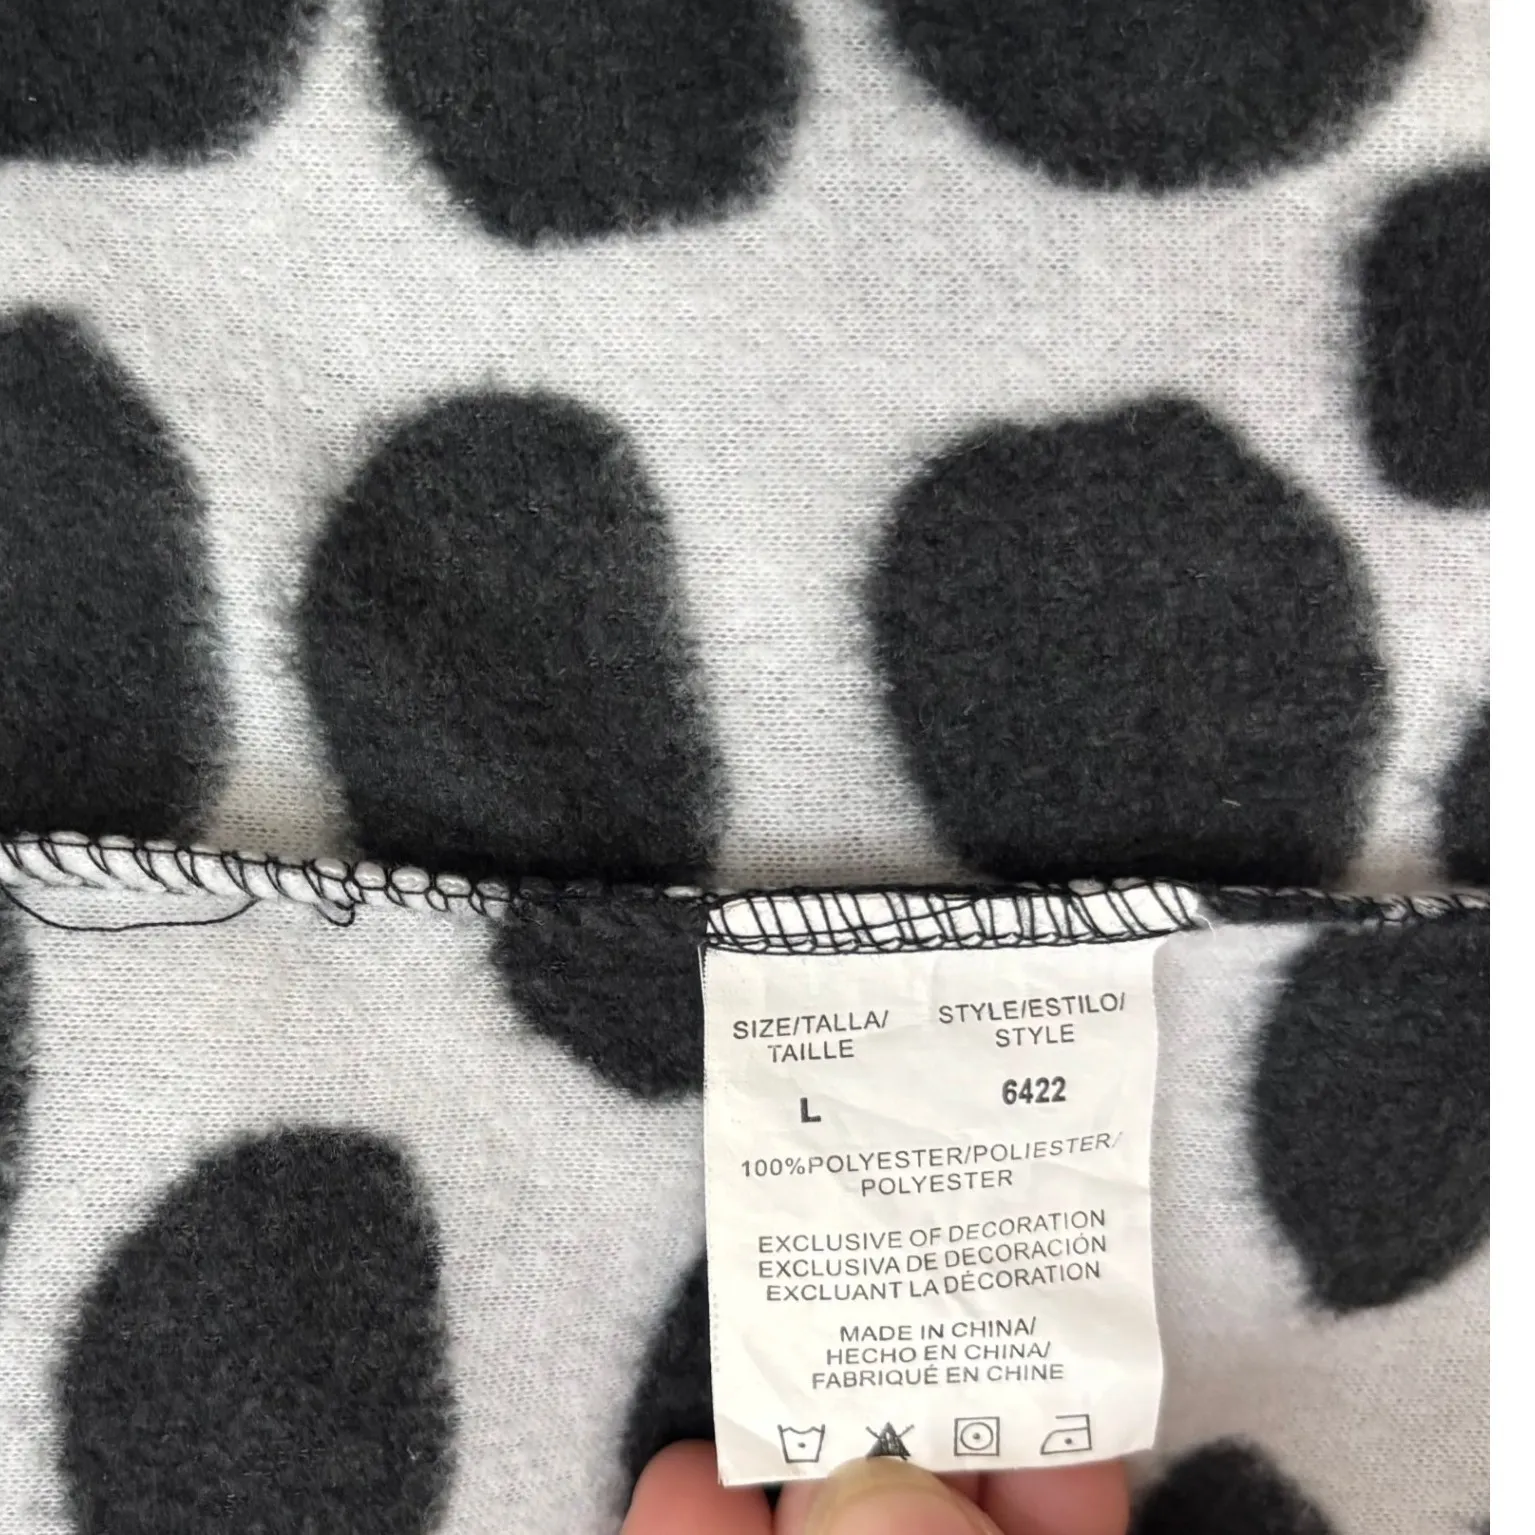 SIZE/TALLA/
TAILLE
STYLE/ESTILO/
STYLE
L
6422
100%POLYESTER/POLIESTER/
POLYESTER
EXCLUSIVE OF DECORATION
EXCLUSIVA DE DECORACIÓN
EXCLUANT LA DÉCORATION
MADE IN CHINA/
HECHO EN CHINA/
FABRIQUÉ EN CHINE